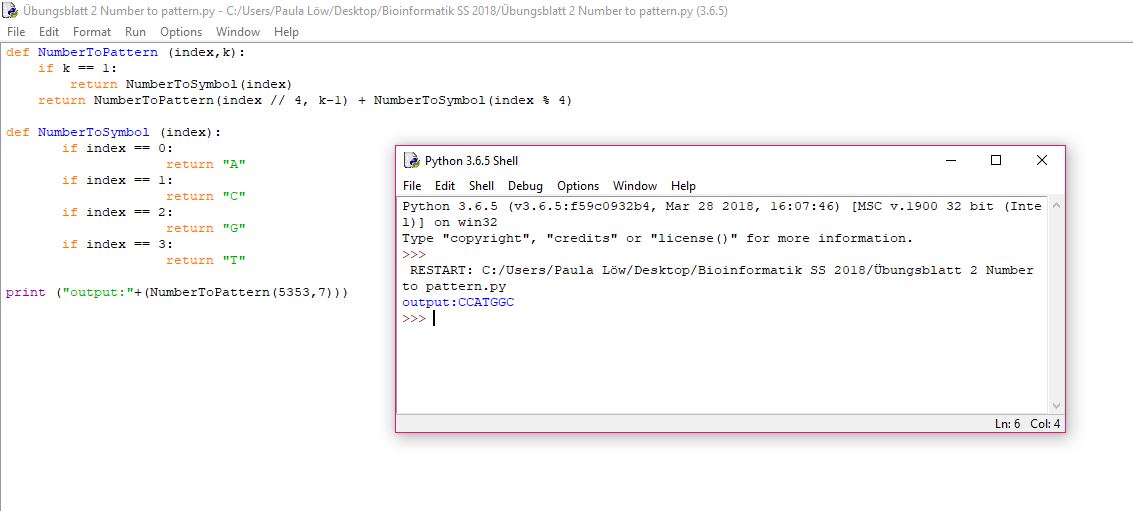 Übungsblatt 2 Number to pattern.py - C:/Users/Paula Löw/Desktop/Bioinformatik SS 2018/Übungsblatt 2 Number to pattern.py (3.6.5)
File Edit Format Run Options Window Help
def NumberToPattern (index,k):
    if k == 1:
        return NumberToSymbol(index)
    return NumberToPattern(index // 4, k-1) + NumberToSymbol(index % 4)
def NumberToSymbol (index):
       if index == 0:
                    return "A"
       if index == 1:
                    return "C"
       if index == 2:
                    return "G"
       if index == 3:
                    return "T"
print ("output:"+(NumberToPattern(5353,7)))
Python 3.6.5 Shell
File Edit Shell Debug Options Window Help
Python 3.6.5 (v3.6.5:f59c0932b4, Mar 28 2018, 16:07:46) [MSC v.1900 32 bit (Inte
l)] on win32
Type "copyright", "credits" or "license()" for more information.
>>>
 RESTART: C:/Users/Paula Löw/Desktop/Bioinformatik SS 2018/Übungsblatt 2 Number
to pattern.py
output:CCATGGC
>>>
Ln: 6 Col: 4